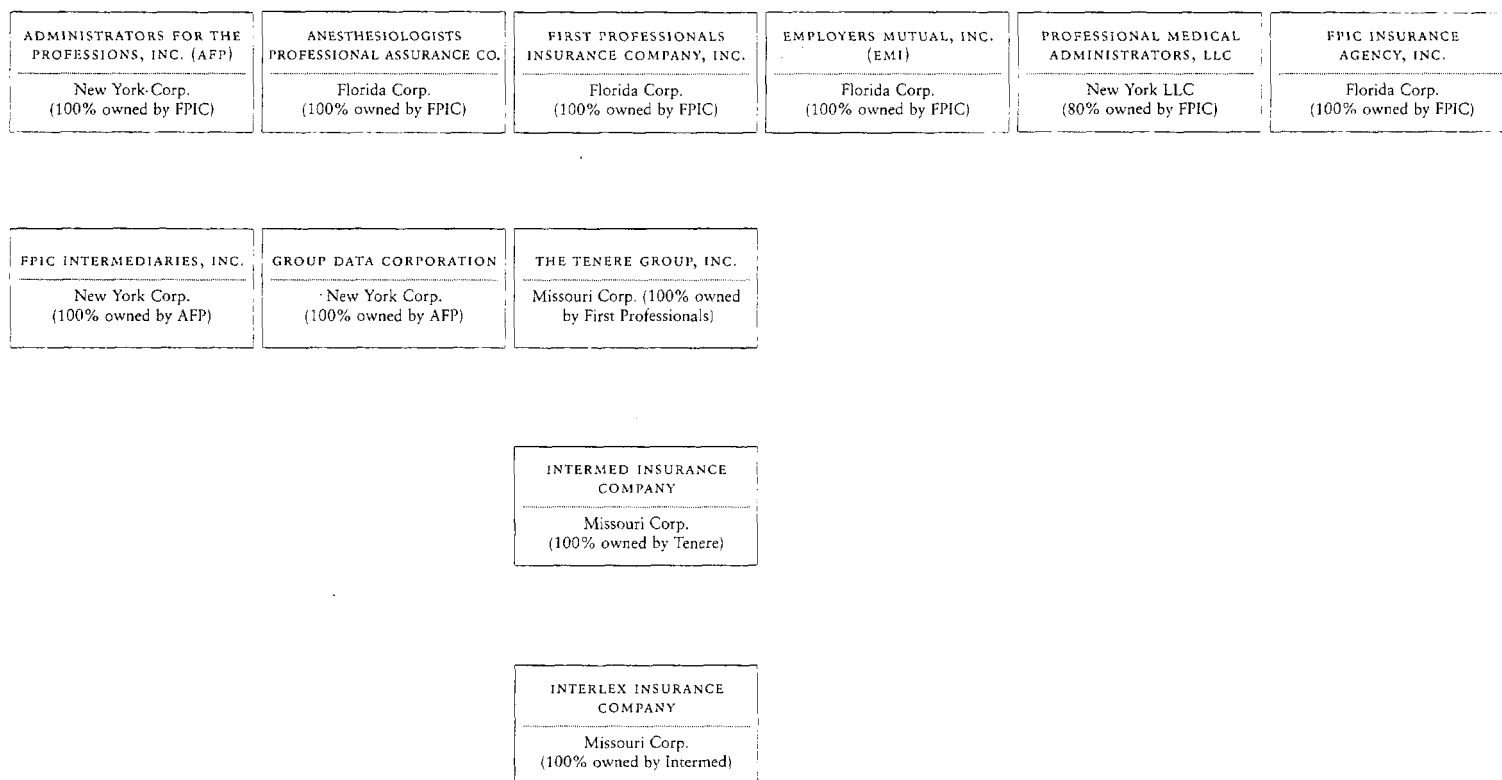 ADMINISTRATORS FOR THE
PROFESSIONS, INC. (AFP)
New York Corp.
(100% owned by FPIC)
ANESTHESIOLOGISTS
PROFESSIONAL ASSURANCE CO.
Florida Corp.
(100% owned by FPIC)
FIRST PROFESSIONALS
INSURANCE COMPANY, INC.
Florida Corp.
(100% owned by FPIC)
EMPLOYERS MUTUAL, INC.
(EMI)
Florida Corp.
(100% owned by FPIC)
PROFESSIONAL MEDICAL
ADMINISTRATORS, LLC
New York LLC
(80% owned by FPIC)
FPIC INSURANCE
AGENCY, INC.
Florida Corp.
(100% owned by FPIC)
FPIC INTERMEDIARIES, INC.
New York Corp.
(100% owned by AFP)
GROUP DATA CORPORATION
New York Corp.
(100% owned by AFP)
THE TENERE GROUP, INC.
Missouri Corp. (100% owned
by First Professionals)
INTERMED INSURANCE
COMPANY
Missouri Corp.
(100% owned by Tenere)
INTERLEX INSURANCE
COMPANY
Missouri Corp.
(100% owned by Intermed)